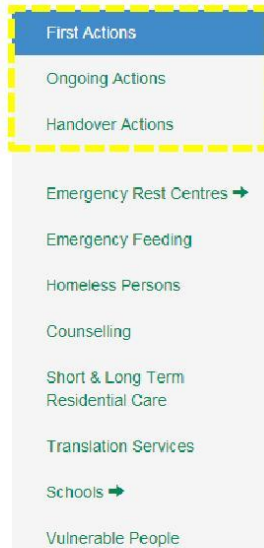 First Actions
Ongoing Actions
Handover Actions
Emergency Rest Centres ➜
Emergency Feeding
Homeless Persons
Counselling
Short & Long Term
Residential Care
Translation Services
Schools ➜
Vulnerable People